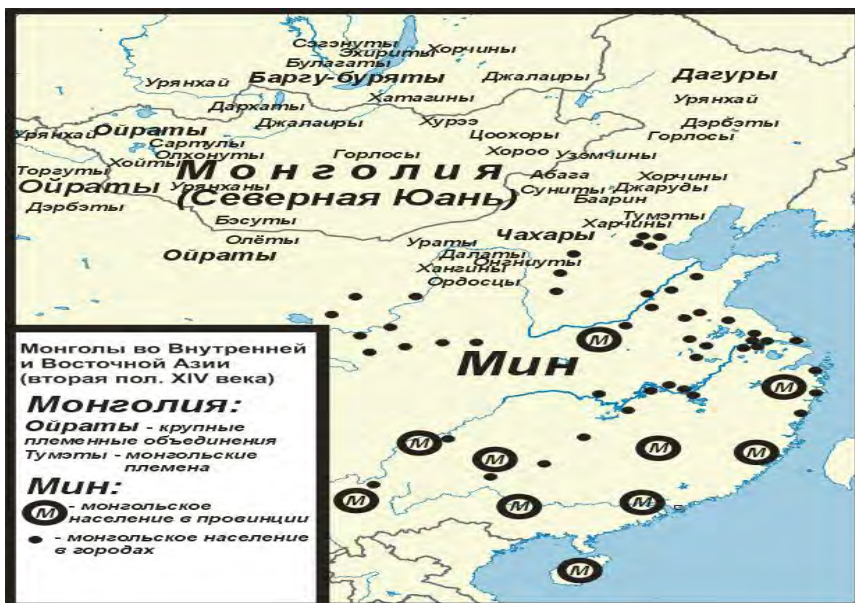 Сэгэнуты
Эхириты
Хорчины
Булагаты
Урянхай
Баргу-буряты
Джалаиры
Дагуры
Дархаты
Хатагины
Урянхай
Урянхай
Ойраты
Джалаиры
Хурээ
Цоохоры
Дэрбэты
Сартулы
Горлосы
Олхонуты
Горлосы
Хороо
Узэмчины
Торгуты
Хойты
Монголия
Абага
Хорчины
Ойраты
Урянханы
(Северная Юань)
Суниты
Джаруды
Баарин
Дэрбэты
Бэсуты
Тумэты
Харчины
Олёты
Ураты
Чахары
Ойраты
Далаты
Онгниуты
Хангины
Ордосцы
Мин
М
М
М
М
М
М
М
М
М
М
М
Монголы во Внутренней
и Восточной Азии
(вторая пол. XIV века)
Монголия:
Ойраты - крупные
племенные объединения
Тумэты - монгольские
племена
Мин:
М - монгольское
население в провинции
- монгольское население
в городах